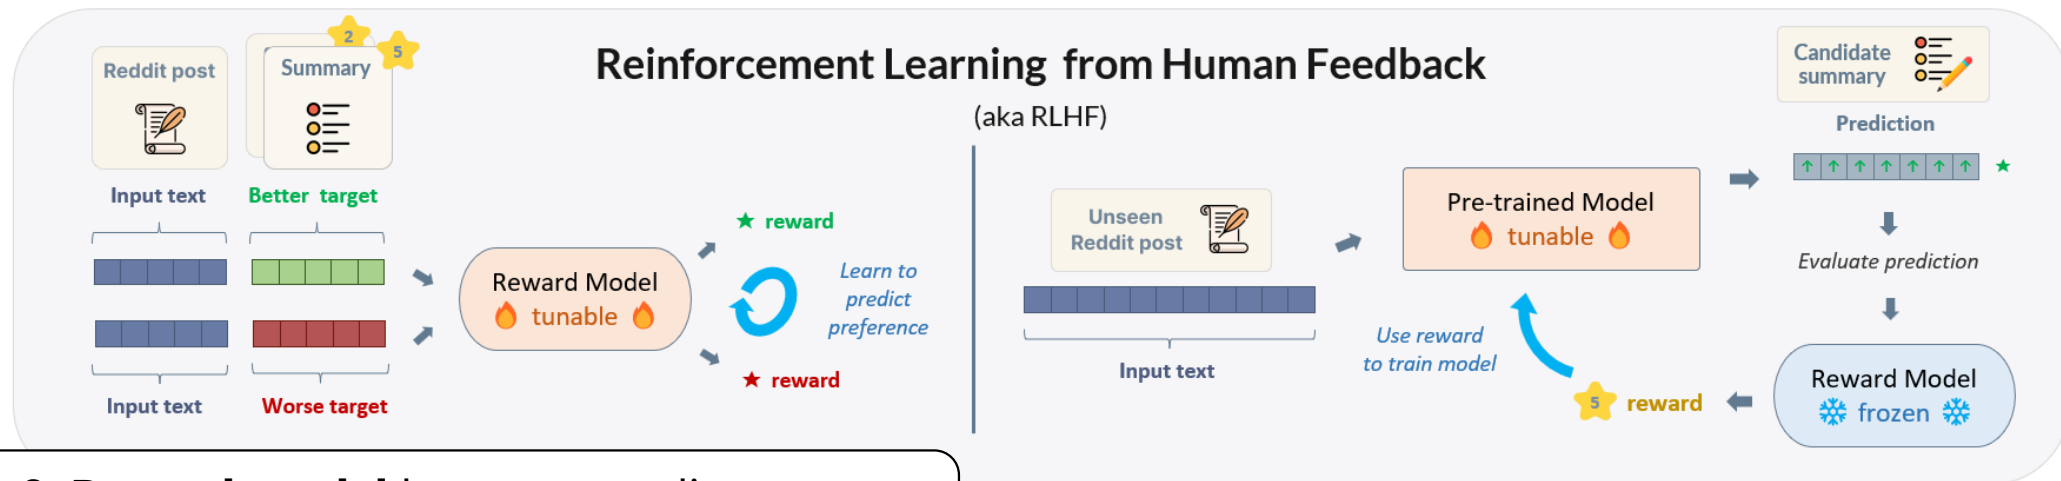 Reinforcement Learning from Human Feedback
(aka RLHF)
Reddit post
2
5
Summary
Input text
Better target
Input text
Worse target
Reward Model
tunable
reward
Learn to
predict
preference
reward
Unseen
Reddit post
Input text
Pre-trained Model
tunable
Use reward
to train model
Candidate
summary
Prediction
Evaluate prediction
Reward Model
frozen
5
reward